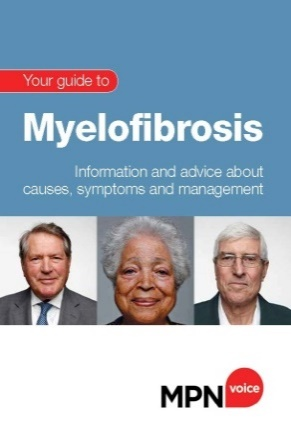 Your guide to
Myelofibrosis
Information and advice about
causes, symptoms and management
MPN voice